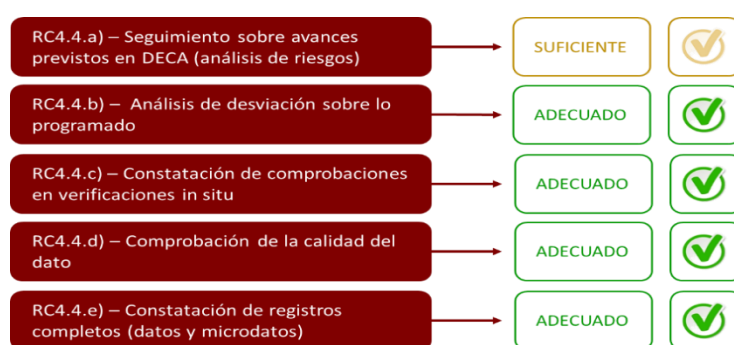 RC4.4.a) – Seguimiento sobre avances
previstos en DECA (análisis de riesgos)
SUFICIENTE
RC4.4.b) – Análisis de desviación sobre lo
programado
ADECUADO
RC4.4.c) – Constatación de comprobaciones
en verificaciones in situ
ADECUADO
RC4.4.d) – Comprobación de la calidad del
dato
ADECUADO
RC4.4.e) – Constatación de registros
completos (datos y microdatos)
ADECUADO